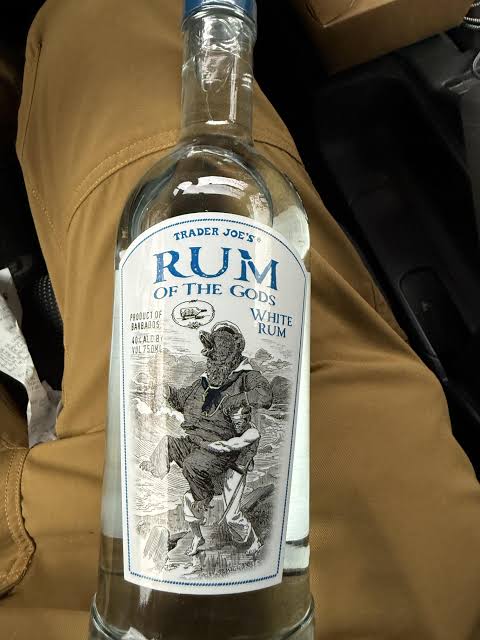 TRADER JOE'S®
RUM
OF THE GODS
WHITE
RUM
PRODUCT OF
BARBADOS
40% ALC BY
VOL 750ML